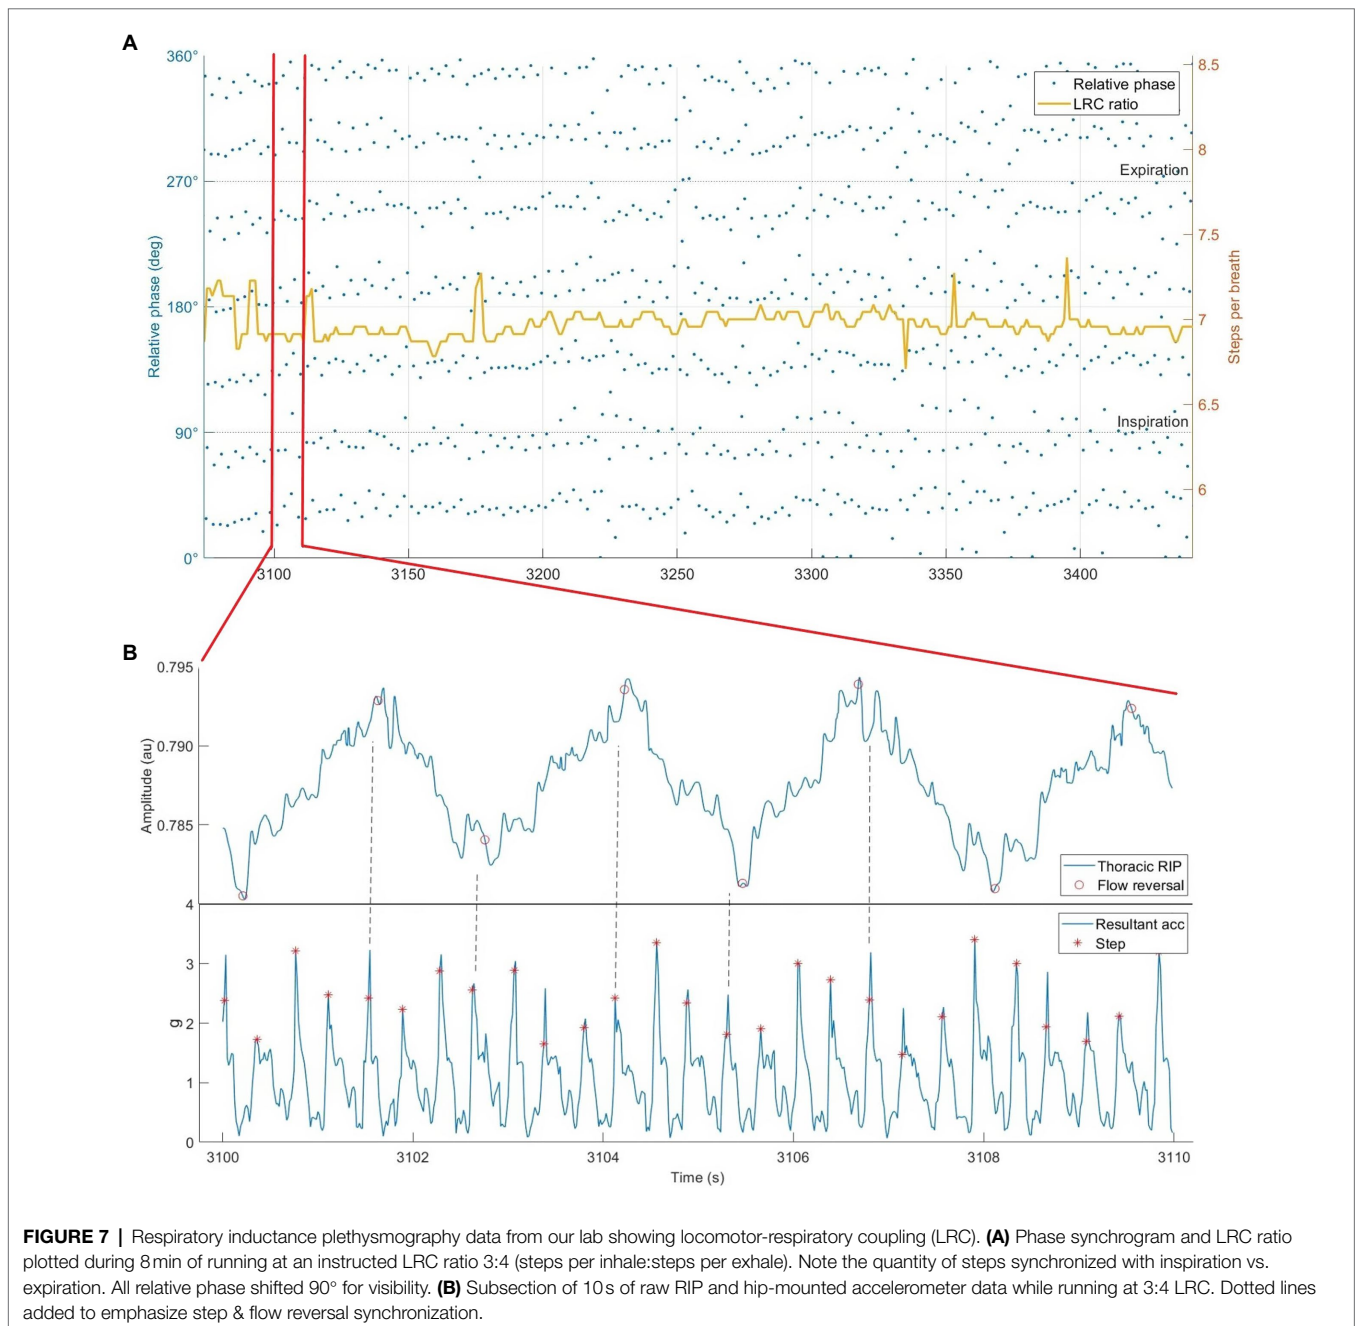 A
360°
270°
180°
90°
0°
Relative phase (deg)
8.5
8
7.5
7
6.5
6
Steps per breath
Relative phase
LRC ratio
Expiration
Inspiration
3100
3150
3200
3250
3300
3350
3400
B
0.795
0.790
0.785
Amplitude (au)
Thoracic RIP
Flow reversal
4
3
2
1
0
g
Resultant acc
Step
3100
3102
3104
3106
3108
3110
Time (s)
FIGURE 7 | Respiratory inductance plethysmography data from our lab showing locomotor-respiratory coupling (LRC). (A) Phase synchrogram and LRC ratio
plotted during 8 min of running at an instructed LRC ratio 3:4 (steps per inhale:steps per exhale). Note the quantity of steps synchronized with inspiration vs.
expiration. All relative phase shifted 90° for visibility. (B) Subsection of 10 s of raw RIP and hip-mounted accelerometer data while running at 3:4 LRC. Dotted lines
added to emphasize step & flow reversal synchronization.